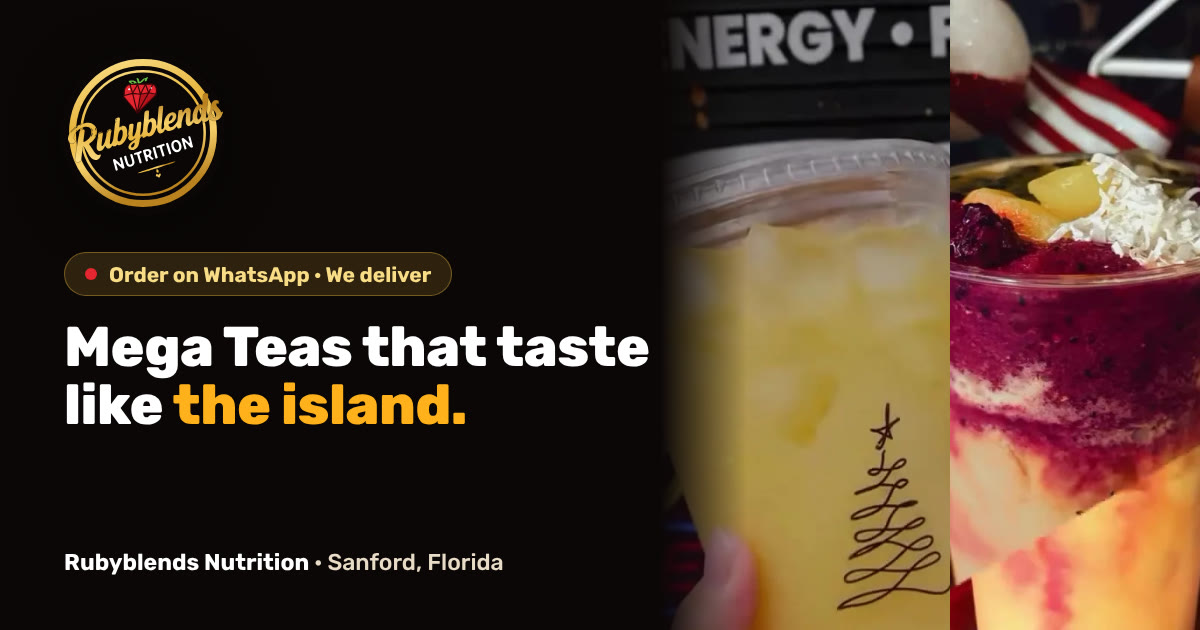 Rubyblends
NUTRITION
Order on WhatsApp • We deliver
Mega Teas that taste
like the island.
Rubyblends Nutrition • Sanford, Florida
NERGY •